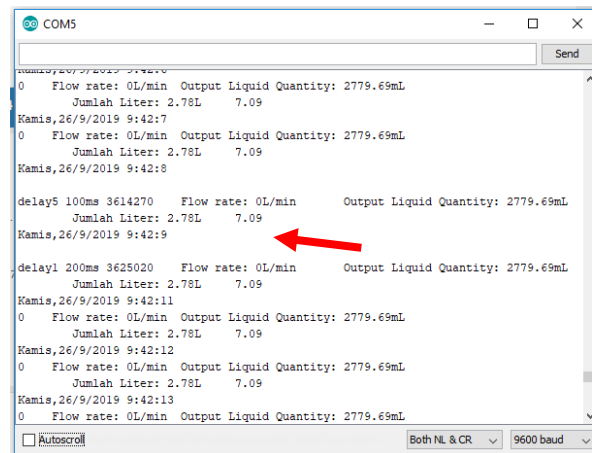 COM5
Send
Kamis,26/9/2019 9:42:6
0 Flow rate: 0L/min Output Liquid Quantity: 2779.69mL
Jumlah Liter: 2.78L 7.09
Kamis,26/9/2019 9:42:7
0 Flow rate: 0L/min Output Liquid Quantity: 2779.69mL
Jumlah Liter: 2.78L 7.09
Kamis,26/9/2019 9:42:8
delay5 100ms 3614270 Flow rate: 0L/min Output Liquid Quantity: 2779.69mL
Jumlah Liter: 2.78L 7.09
Kamis,26/9/2019 9:42:9
delay1 200ms 3625020 Flow rate: 0L/min Output Liquid Quantity: 2779.69mL
Jumlah Liter: 2.78L 7.09
Kamis,26/9/2019 9:42:11
0 Flow rate: 0L/min Output Liquid Quantity: 2779.69mL
Jumlah Liter: 2.78L 7.09
Kamis,26/9/2019 9:42:12
0 Flow rate: 0L/min Output Liquid Quantity: 2779.69mL
Jumlah Liter: 2.78L 7.09
Kamis,26/9/2019 9:42:13
0 Flow rate: 0L/min Output Liquid Quantity: 2779.69mL
Autoscroll Both NL & CR 9600 baud